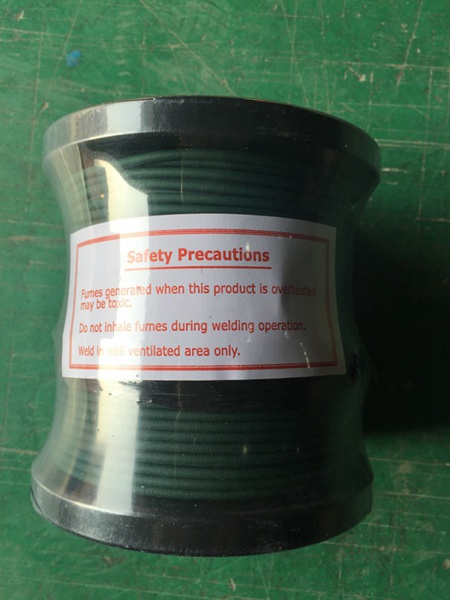 Safety Precautions
Fumes generated when this product is overheated
may be toxic.
Do not inhale fumes during welding operation.
Weld in well ventilated area only.